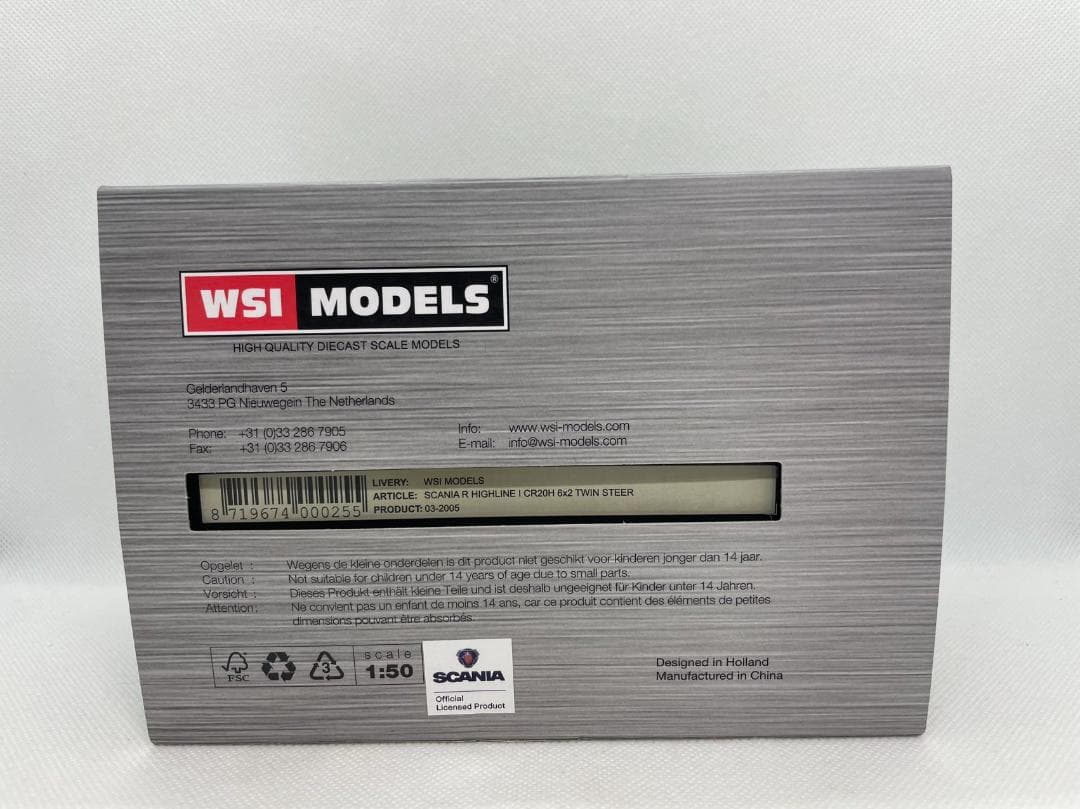 WSI MODELS®
HIGH QUALITY DIECAST SCALE MODELS
Gelderlandhaven 5
3433 PG Nieuwegein The Netherlands
Phone: +31 (0)33 286 7905
Fax: +31 (0)33 286 7906
Info: www.wsi-models.com
E-mail: info@wsi-models.com
LIVERY: WSI MODELS
ARTICLE: SCANIA R HIGHLINE | CR20H 6x2 TWIN STEER
PRODUCT: 03-2005
8 719674 000255
Opgelet : Wegens de kleine onderdelen is dit product niet geschikt voor kinderen jonger dan 14 jaar.
Caution : Not suitable for children under 14 years of age due to small parts.
Vorsicht : Dieses Produkt enthält kleine Teile und ist deshalb ungeeignet für Kinder unter 14 Jahren.
Attention: Ne convient pas un enfant de moins 14 ans, car ce produit contient des éléments de petites
dimensions pouvant être absorbés.
FSC
3
scale
1:50
SCANIA
Official
Licensed Product
Designed in Holland
Manufactured in China